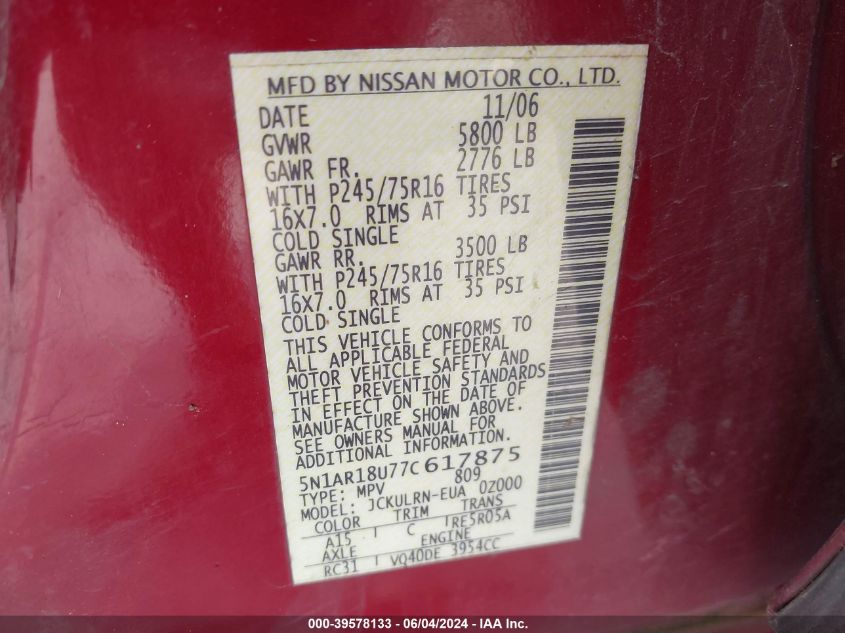 MFD BY NISSAN MOTOR CO., LTD.
DATE 11/06
GVWR 5800 LB
GAWR FR. 2776 LB
WITH P245/75R16 TIRES
16X7.0 RIMS AT 35 PSI
COLD SINGLE
GAWR RR. 3500 LB
WITH P245/75R16 TIRES
16X7.0 RIMS AT 35 PSI
COLD SINGLE
THIS VEHICLE CONFORMS TO
ALL APPLICABLE FEDERAL
MOTOR VEHICLE SAFETY AND
THEFT PREVENTION STANDARDS
IN EFFECT ON THE DATE OF
MANUFACTURE SHOWN ABOVE.
SEE OWNERS MANUAL FOR
ADDITIONAL INFORMATION.
5N1AR18U77C617875
TYPE: MPV 809
MODEL: JCKULRN-EUA 0Z000
COLOR TRIM TRANS
A15 C RE5R05A
AXLE ENGINE
RC31 VQ40DE 3954CC
000-39578133 - 06/04/2024 - IAA Inc.